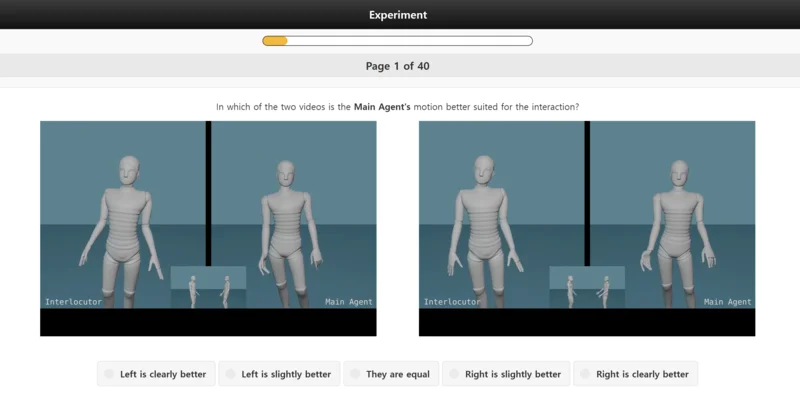 Experiment
Page 1 of 40
In which of the two videos is the Main Agent's motion better suited for the interaction?
Interlocutor
Main Agent
Interlocutor
Main Agent
Left is clearly better
Left is slightly better
They are equal
Right is slightly better
Right is clearly better